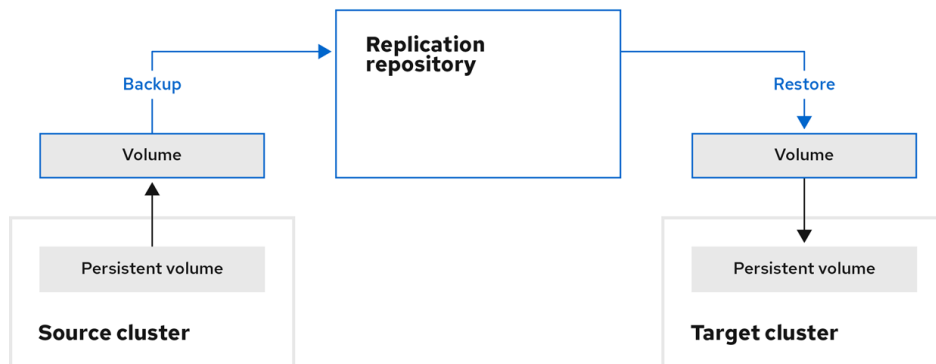 Replication
repository
Backup
Restore
Volume
Volume
Persistent volume
Persistent volume
Source cluster
Target cluster